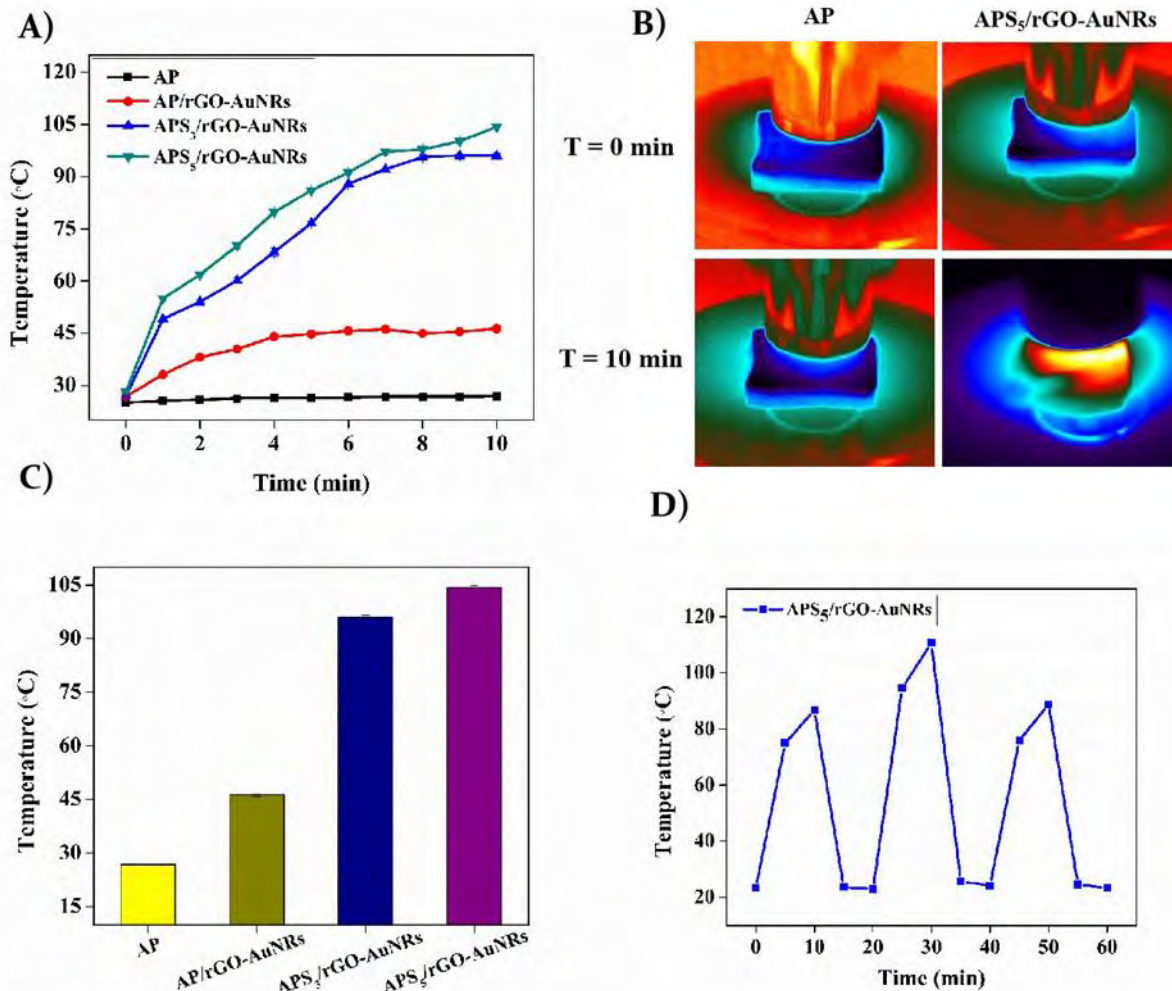 A)
Temperature (◦C)
120
105
90
75
60
45
30
AP
AP/rGO-AuNRs
APS3/rGO-AuNRs
APS5/rGO-AuNRs
0 2 4 6 8 10
Time (min)
B)
AP APS5/rGO-AuNRs
T = 0 min
T = 10 min
C)
Temperature (◦C)
105
90
75
60
45
30
15
AP AP/rGO-AuNRs APS3/rGO-AuNRs APS5/rGO-AuNRs
D)
Temperature (◦C)
APS5/rGO-AuNRs
120
100
80
60
40
20
0 10 20 30 40 50 60
Time (min)